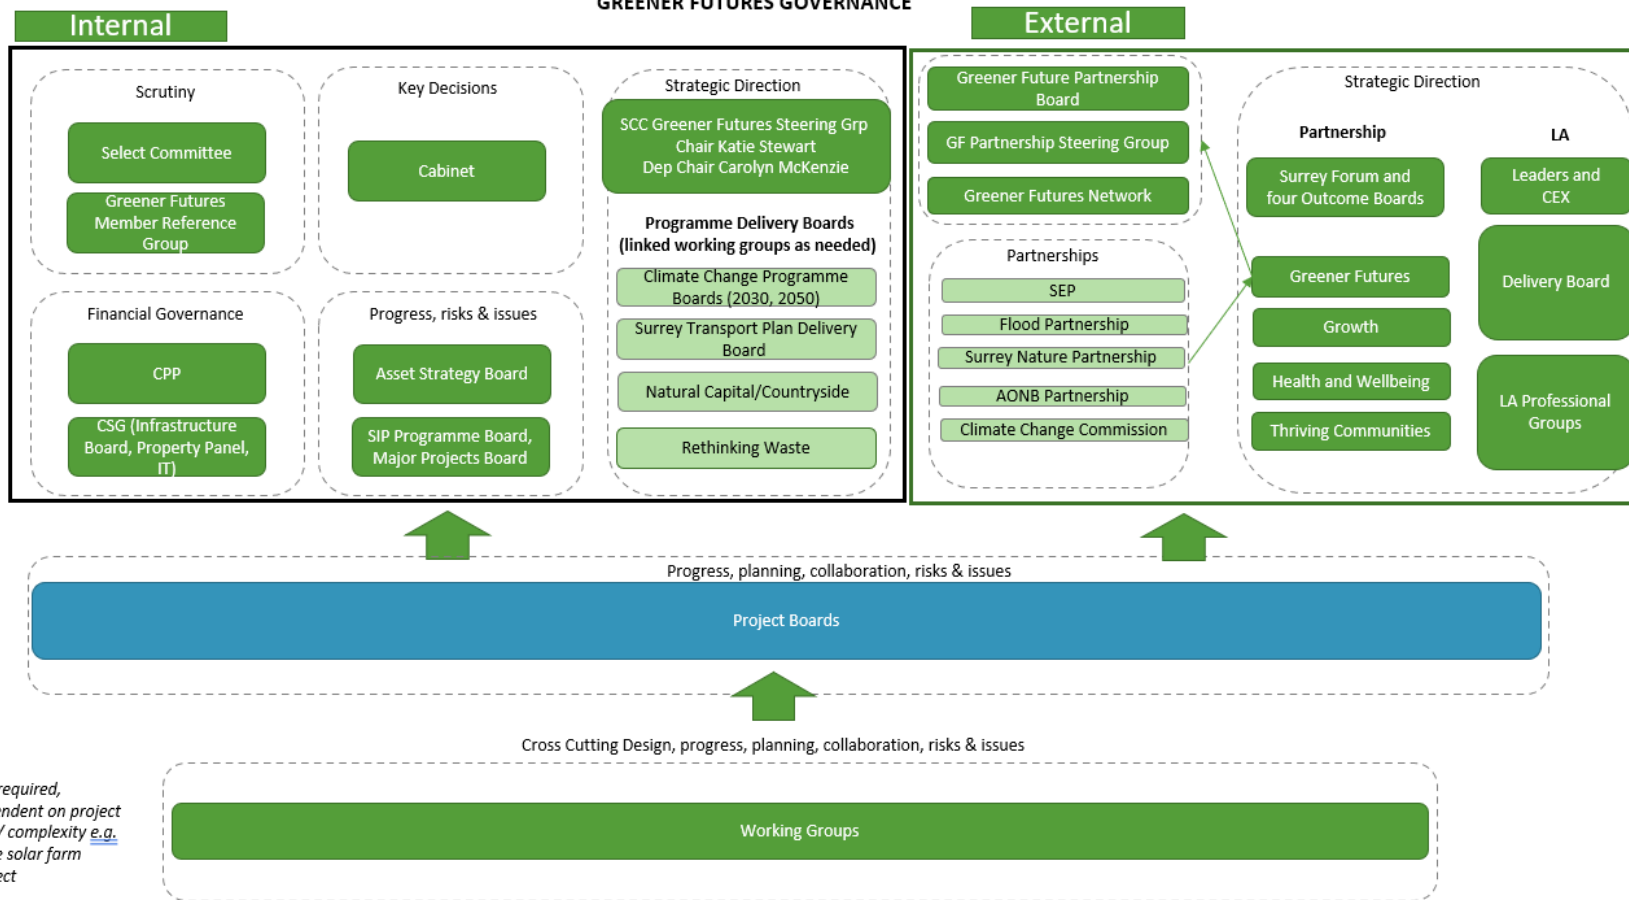 GREENER FUTURES GOVERNANCE
Internal
External
Scrutiny
Select Committee
Greener Futures
Member Reference
Group
Key Decisions
Cabinet
Strategic Direction
SCC Greener Futures Steering Grp
Chair Katie Stewart
Dep Chair Carolyn McKenzie
Programme Delivery Boards
(linked working groups as needed)
Climate Change Programme
Boards (2030, 2050)
Surrey Transport Plan Delivery
Board
Natural Capital/Countryside
Rethinking Waste
Financial Governance
CPP
CSG (Infrastructure
Board, Property Panel,
IT)
Progress, risks & issues
Asset Strategy Board
SIP Programme Board,
Major Projects Board
Greener Future Partnership
Board
GF Partnership Steering Group
Greener Futures Network
Partnerships
SEP
Flood Partnership
Surrey Nature Partnership
AONB Partnership
Climate Change Commission
Strategic Direction
Partnership
Surrey Forum and
four Outcome Boards
Greener Futures
Growth
Health and Wellbeing
Thriving Communities
LA
Leaders and
CEX
Delivery Board
LA Professional
Groups
Progress, planning, collaboration, risks & issues
Project Boards
Cross Cutting Design, progress, planning, collaboration, risks & issues
Working Groups
required,
endent on project
/ complexity e.g.
solar farm
ect